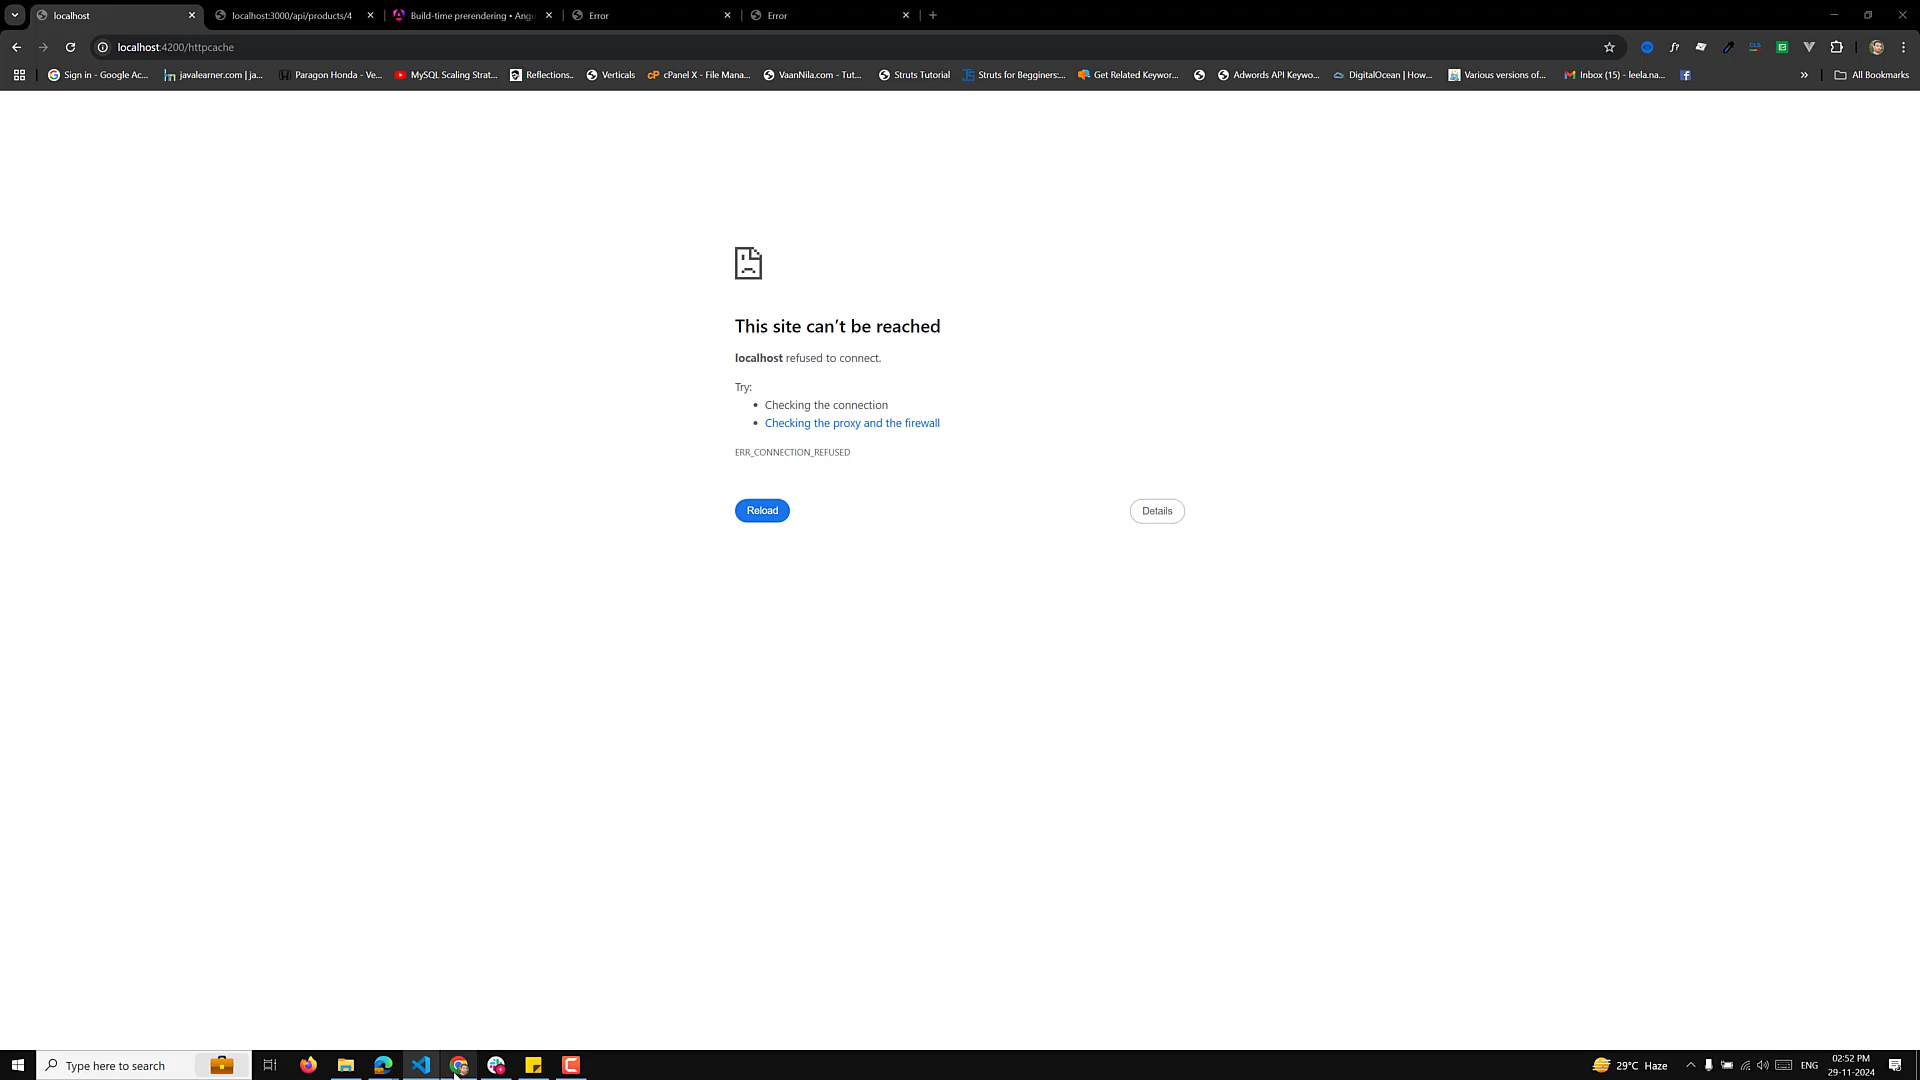 localhost
localhost:3000/api/products/4
Build-time prerendering • Angu
Error
Error
localhost:4200/httpcache
Sign in - Google Ac...
javalearner.com | ja...
Paragon Honda - Ve...
MySQL Scaling Strat...
Reflections..
Verticals
cPanel X - File Mana...
VaanNila.com - Tut...
Struts Tutorial
Struts for Begginers:...
Get Related Keywor...
Adwords API Keywo...
DigitalOcean | How...
Various versions of...
Inbox (15) - leela.na...
All Bookmarks
This site can't be reached
localhost refused to connect.
Try:
• Checking the connection
• Checking the proxy and the firewall
ERR_CONNECTION_REFUSED
Reload
Details
Type here to search
29°C Haze
ENG
02:52 PM
29-11-2024